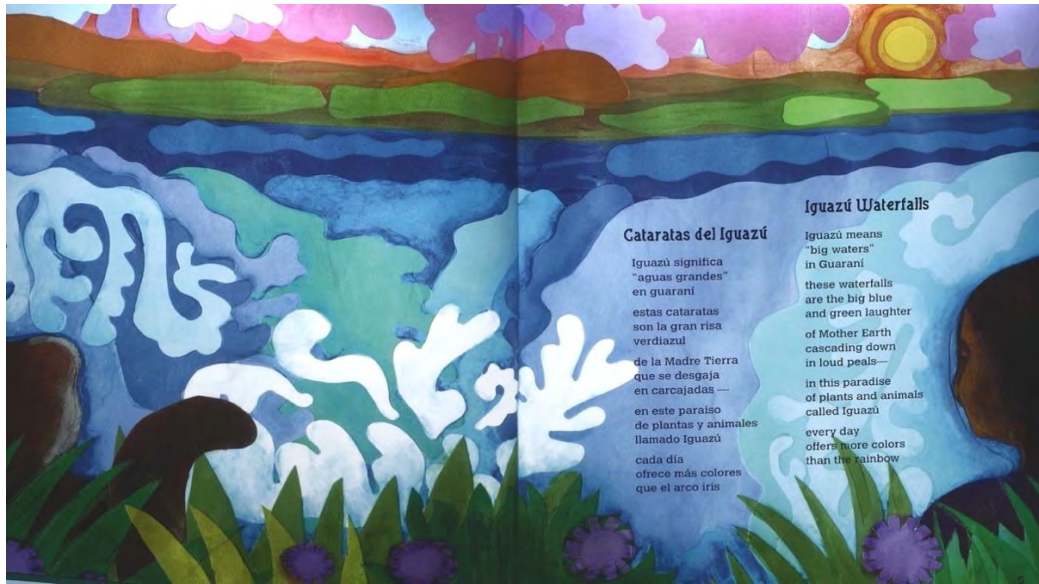 Cataratas del Iguazú
Iguazú significa
"aguas grandes"
en guaraní
estas cataratas
son la gran risa
verdiazul
de la Madre Tierra
que se desgaja
en carcajadas —
en este paraíso
de plantas y animales
llamado Iguazú
cada día
ofrece más colores
que el arco iris
Iguazú Waterfalls
Iguazú means
"big waters"
in Guaraní
these waterfalls
are the big blue
and green laughter
of Mother Earth
cascading down
in loud peals—
in this paradise
of plants and animals
called Iguazú
every day
offers more colors
than the rainbow
5